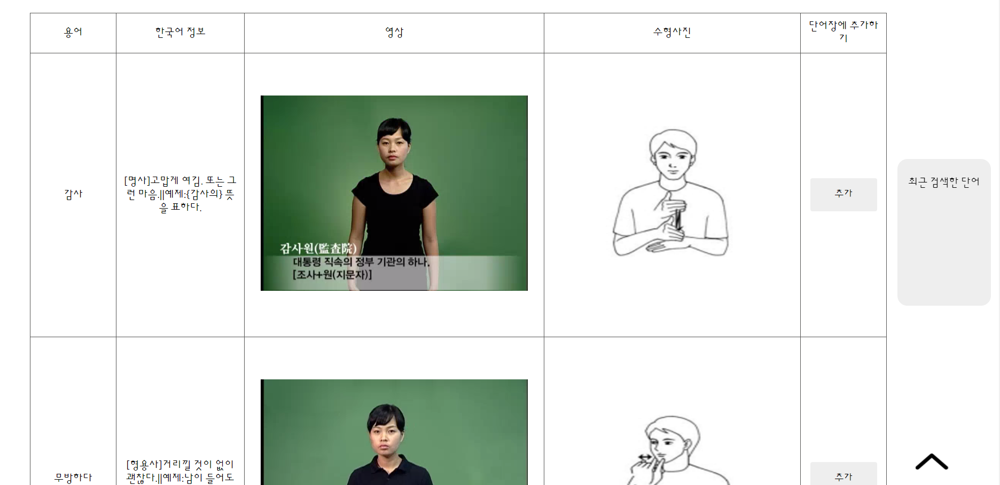 용어
한국어 정보
영상
수형사진
단어장에 추가하
기
감사
[명사]고맙게 여김. 또는 그
런 마음.||예제:{감사의} 뜻
을 표하다.
감사원(監査院)
대통령 직속의 정부 기관의 하나.
[조사+원(지문자)]
추가
최근 검색한 단어
무방하다
[형용사]거리낄 것이 없이
괜찮다.||예제:남이 들어도
추가